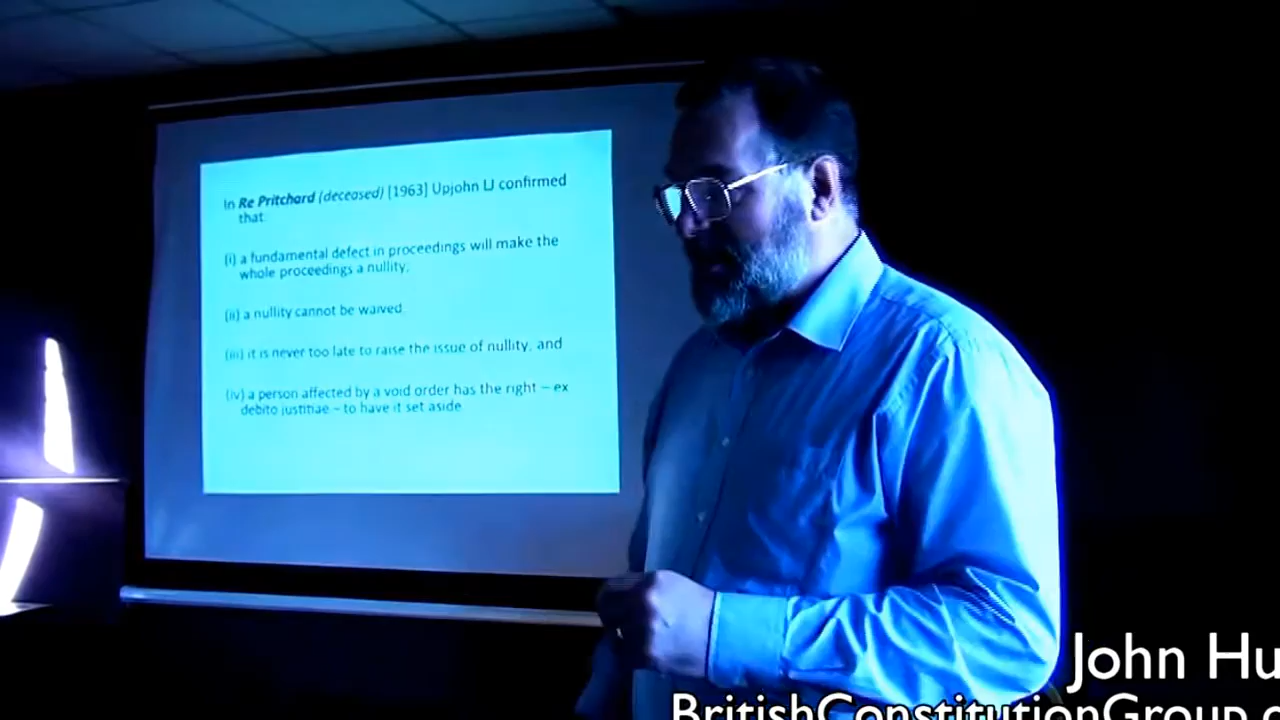 In Re Pritchard (deceased) [1963] Upjohn LJ confirmed
that:
(i) a fundamental defect in proceedings will make the
whole proceedings a nullity;
(ii) a nullity cannot be waived
(iii) it is never too late to raise the issue of nullity, and
(iv) a person affected by a void order has the right – ex
debito justitiae – to have it set aside.
John Hu
BritishConstitutionGroup.c